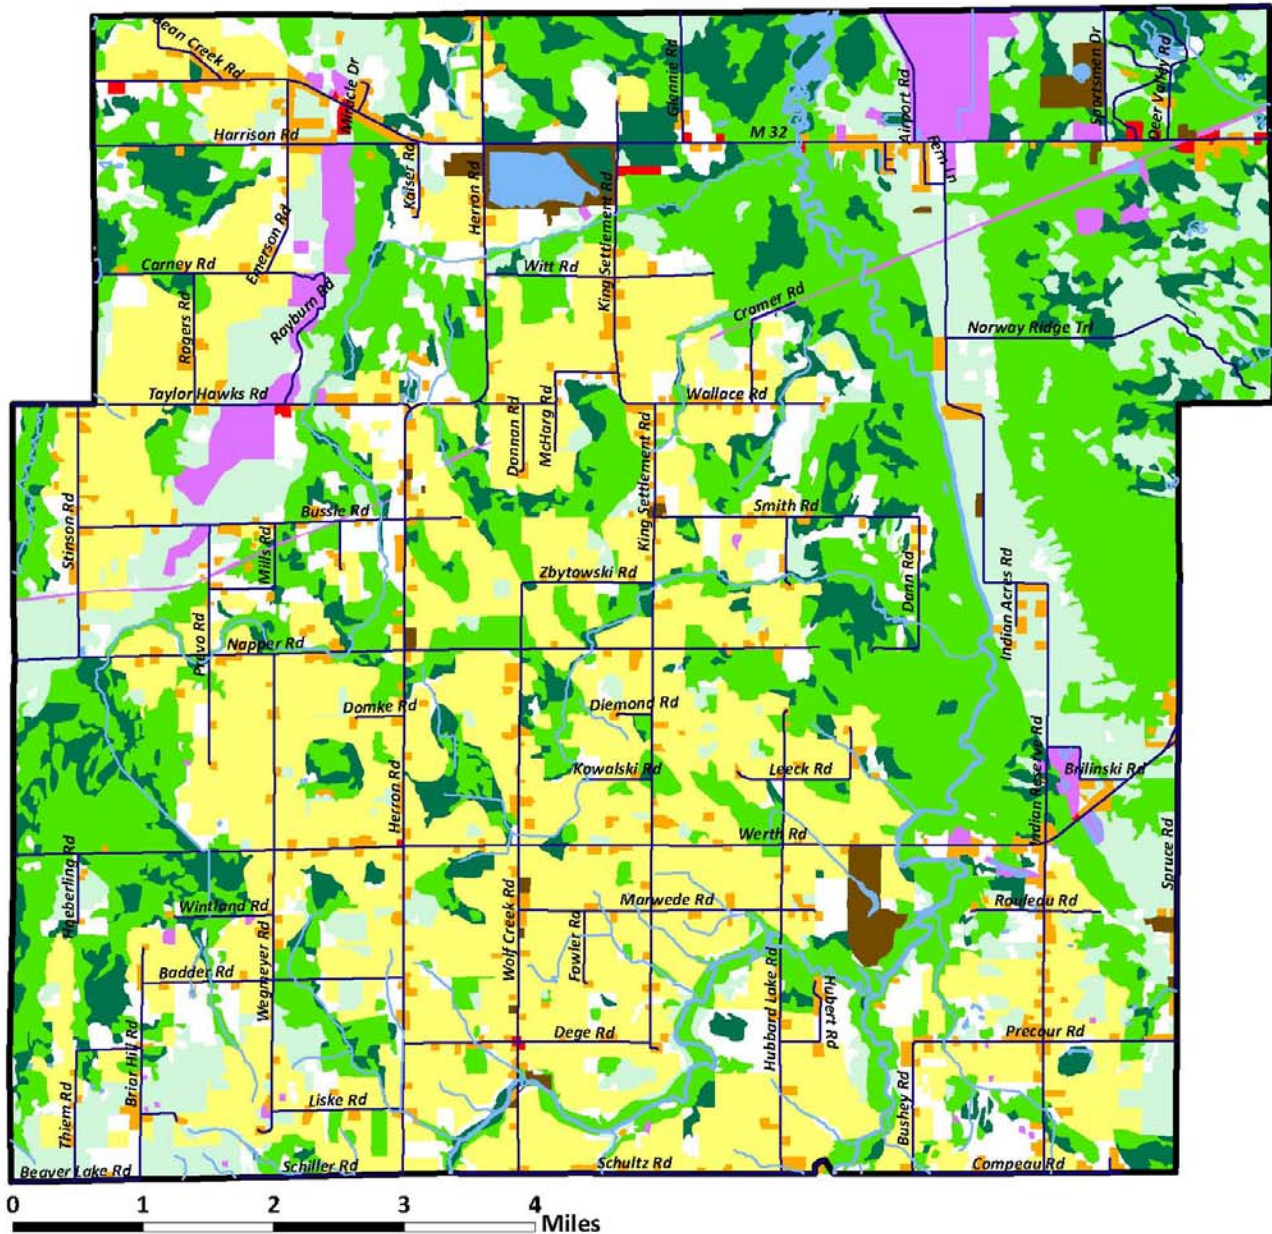 Bean Creek Rd
Miracle Dr
Glennie Rd
Airport Rd
Sportsmen Dr
Deer Valley Rd
Harrison Rd
M 32
Fern Ln
Kaiser Rd
Herron Rd
King Settlement Rd
Emerson Rd
Carney Rd
Witt Rd
Rayburn Rd
Rogers Rd
Cramer Rd
Norway Ridge Trl
Taylor Hawks Rd
Wallace Rd
Donnan Rd
McHarg Rd
King Settlement Rd
Stinson Rd
Bussie Rd
Smith Rd
Mills Rd
Zbytowski Rd
Dann Rd
Indian Acres Rd
Prevo Rd
Napper Rd
Domke Rd
Diemond Rd
Herron Rd
Kowalski Rd
Leeck Rd
Indian Reserve Rd
Brilinski Rd
Werth Rd
Spruce Rd
Haeberling Rd
Wintland Rd
Marwede Rd
Rouleau Rd
Wegmeyer Rd
Wolf Creek Rd
Fowler Rd
Badder Rd
Hubbard Lake Rd
Hubert Rd
Dege Rd
Precour Rd
Thiem Rd
Briar Hill Rd
Liske Rd
Bushey Rd
Beaver Lake Rd
Schiller Rd
Schultz Rd
Compeau Rd
0 1 2 3 4
Miles